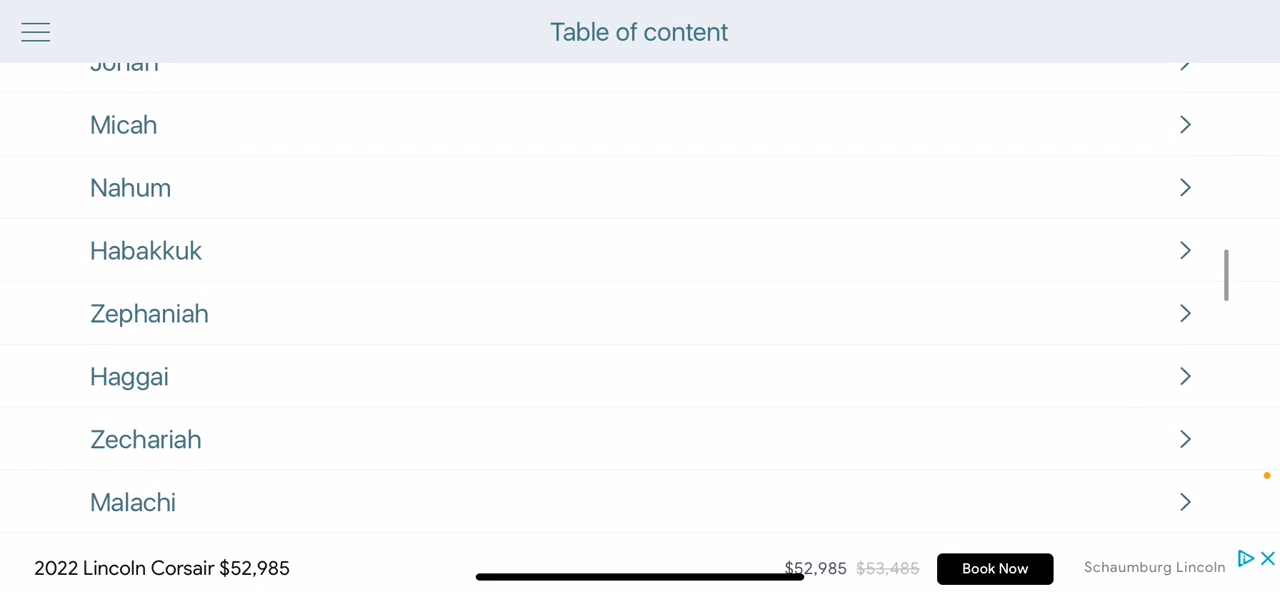 Table of content
Jonah
Micah
Nahum
Habakkuk
Zephaniah
Haggai
Zechariah
Malachi
2022 Lincoln Corsair $52,985
$52,985 $53,485
Book Now
Schaumburg Lincoln